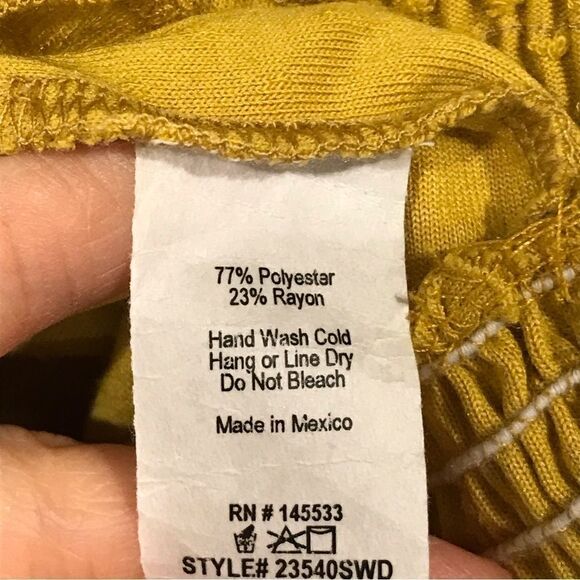 77% Polyester
23% Rayon
Hand Wash Cold
Hang or Line Dry
Do Not Bleach
Made in Mexico
RN # 145533
STYLE# 23540SWD